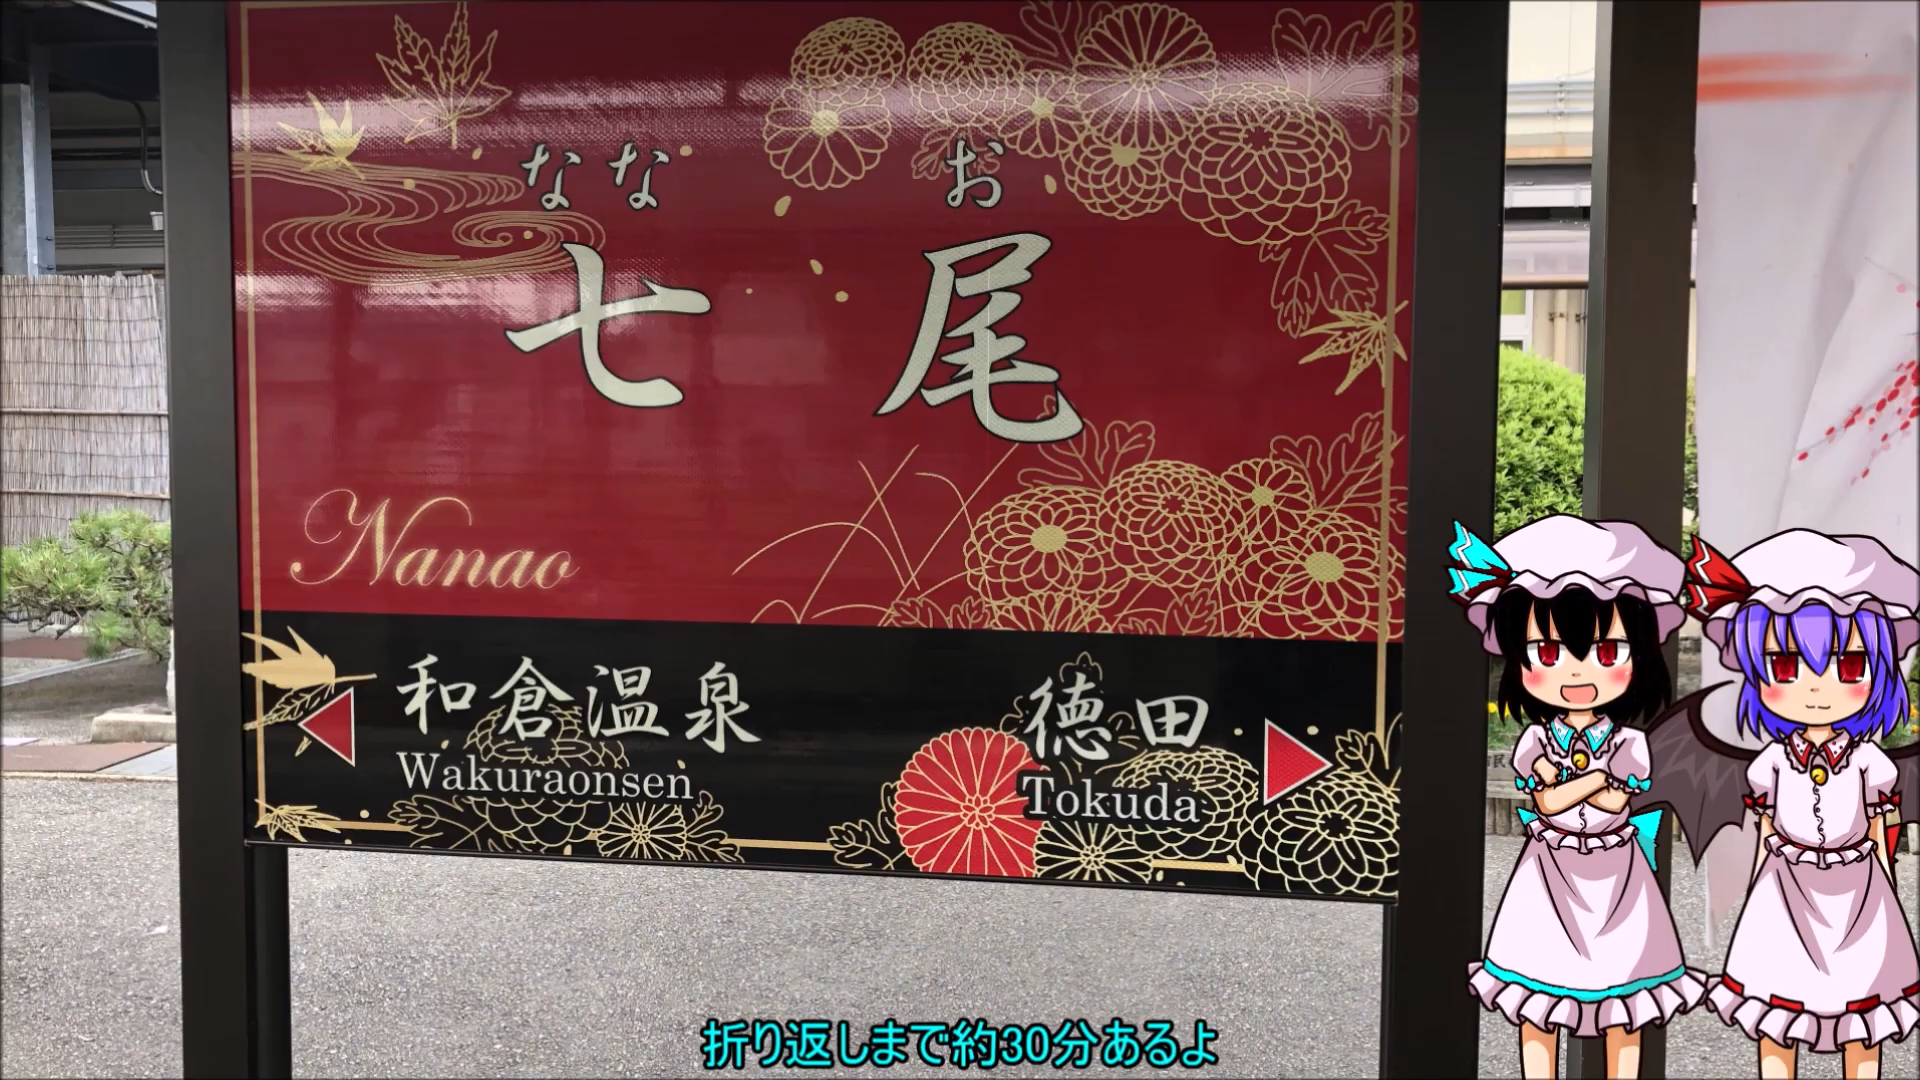 なな お
七尾
Nanao
和倉温泉 徳田
Wakuraonsen Tokuda
折り返しまで約30分あるよ